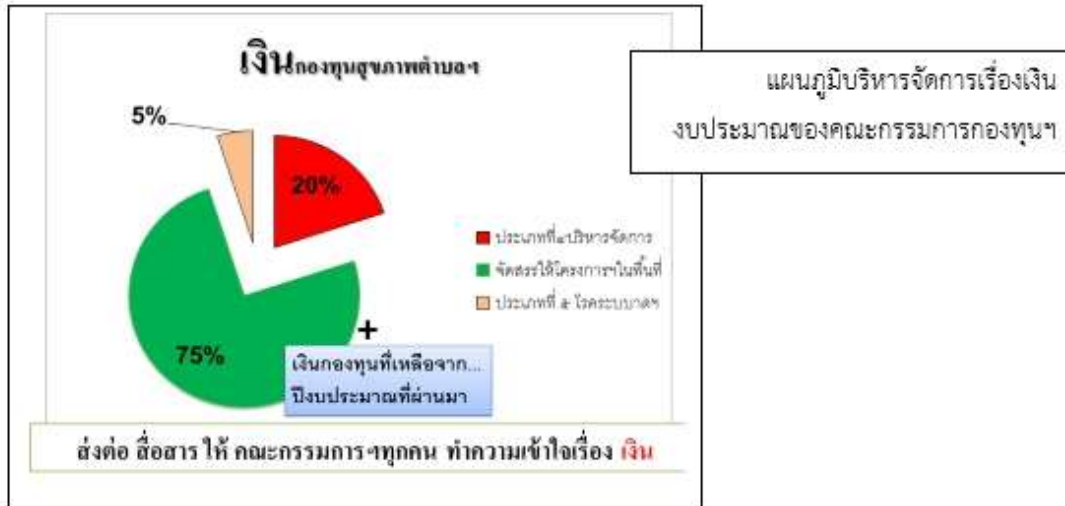 เงินกองทุนสุขภาพตำบลฯ
แผนภูมิบริหารจัดการเรื่องเงิน
งบประมาณของคณะกรรมการกองทุนฯ
5%
20%
75%
ประเภทที่๔บริหารจัดการ
จัดสรรให้โครงการฯในพื้นที่
ประเภทที่ ๕ โรคระบบาดฯ
+
เงินกองทุนที่เหลือจาก...
ปีงบประมาณที่ผ่านมา
ส่งต่อ สื่อสาร ให้ คณะกรรมการฯทุกคน ทำความเข้าใจเรื่อง เงิน